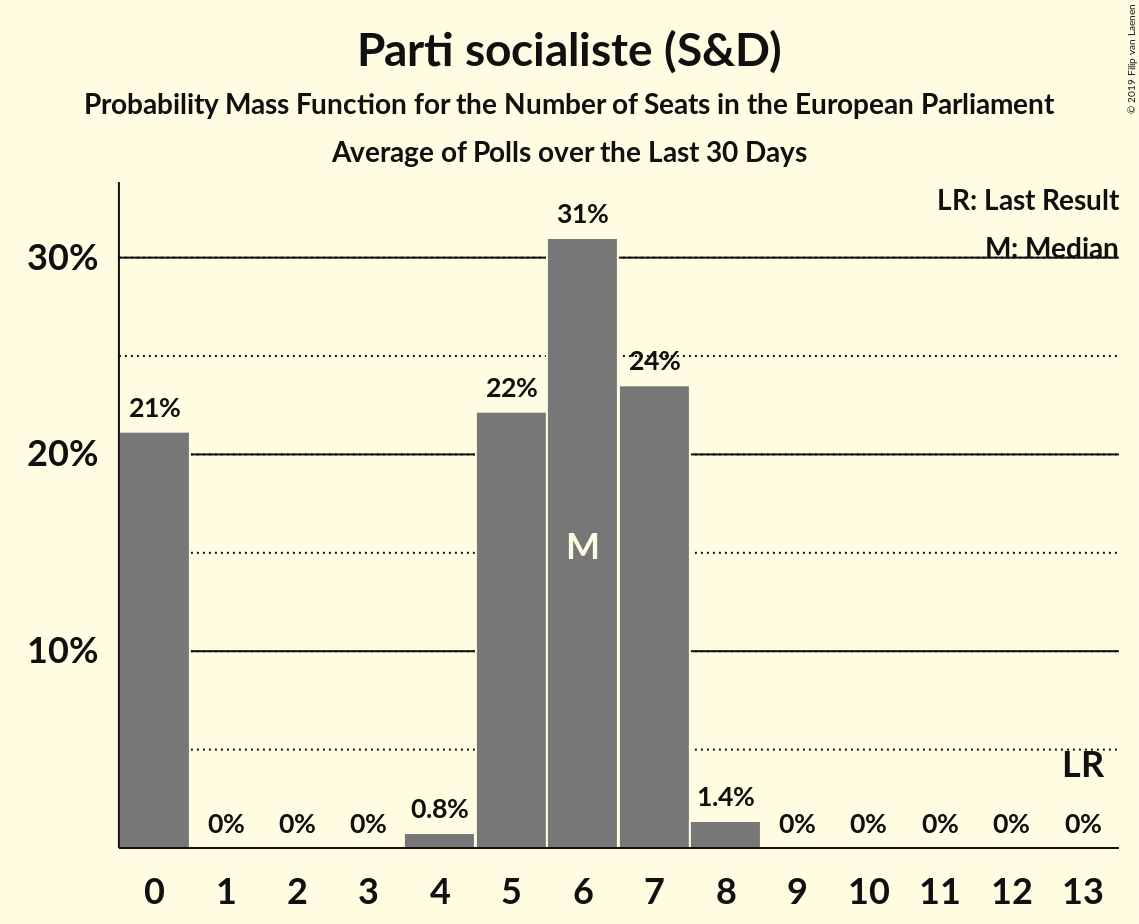 Parti socialiste (S&D)
Probability Mass Function for the Number of Seats in the European Parliament
Average of Polls over the Last 30 Days
© 2019 Filip van Laenen
LR: Last Result
M: Median
30%
20%
10%
21%
0%
0%
0%
0.8%
22%
31%
24%
1.4%
0%
0%
0%
0%
0%
M
LR
0 1 2 3 4 5 6 7 8 9 10 11 12 13